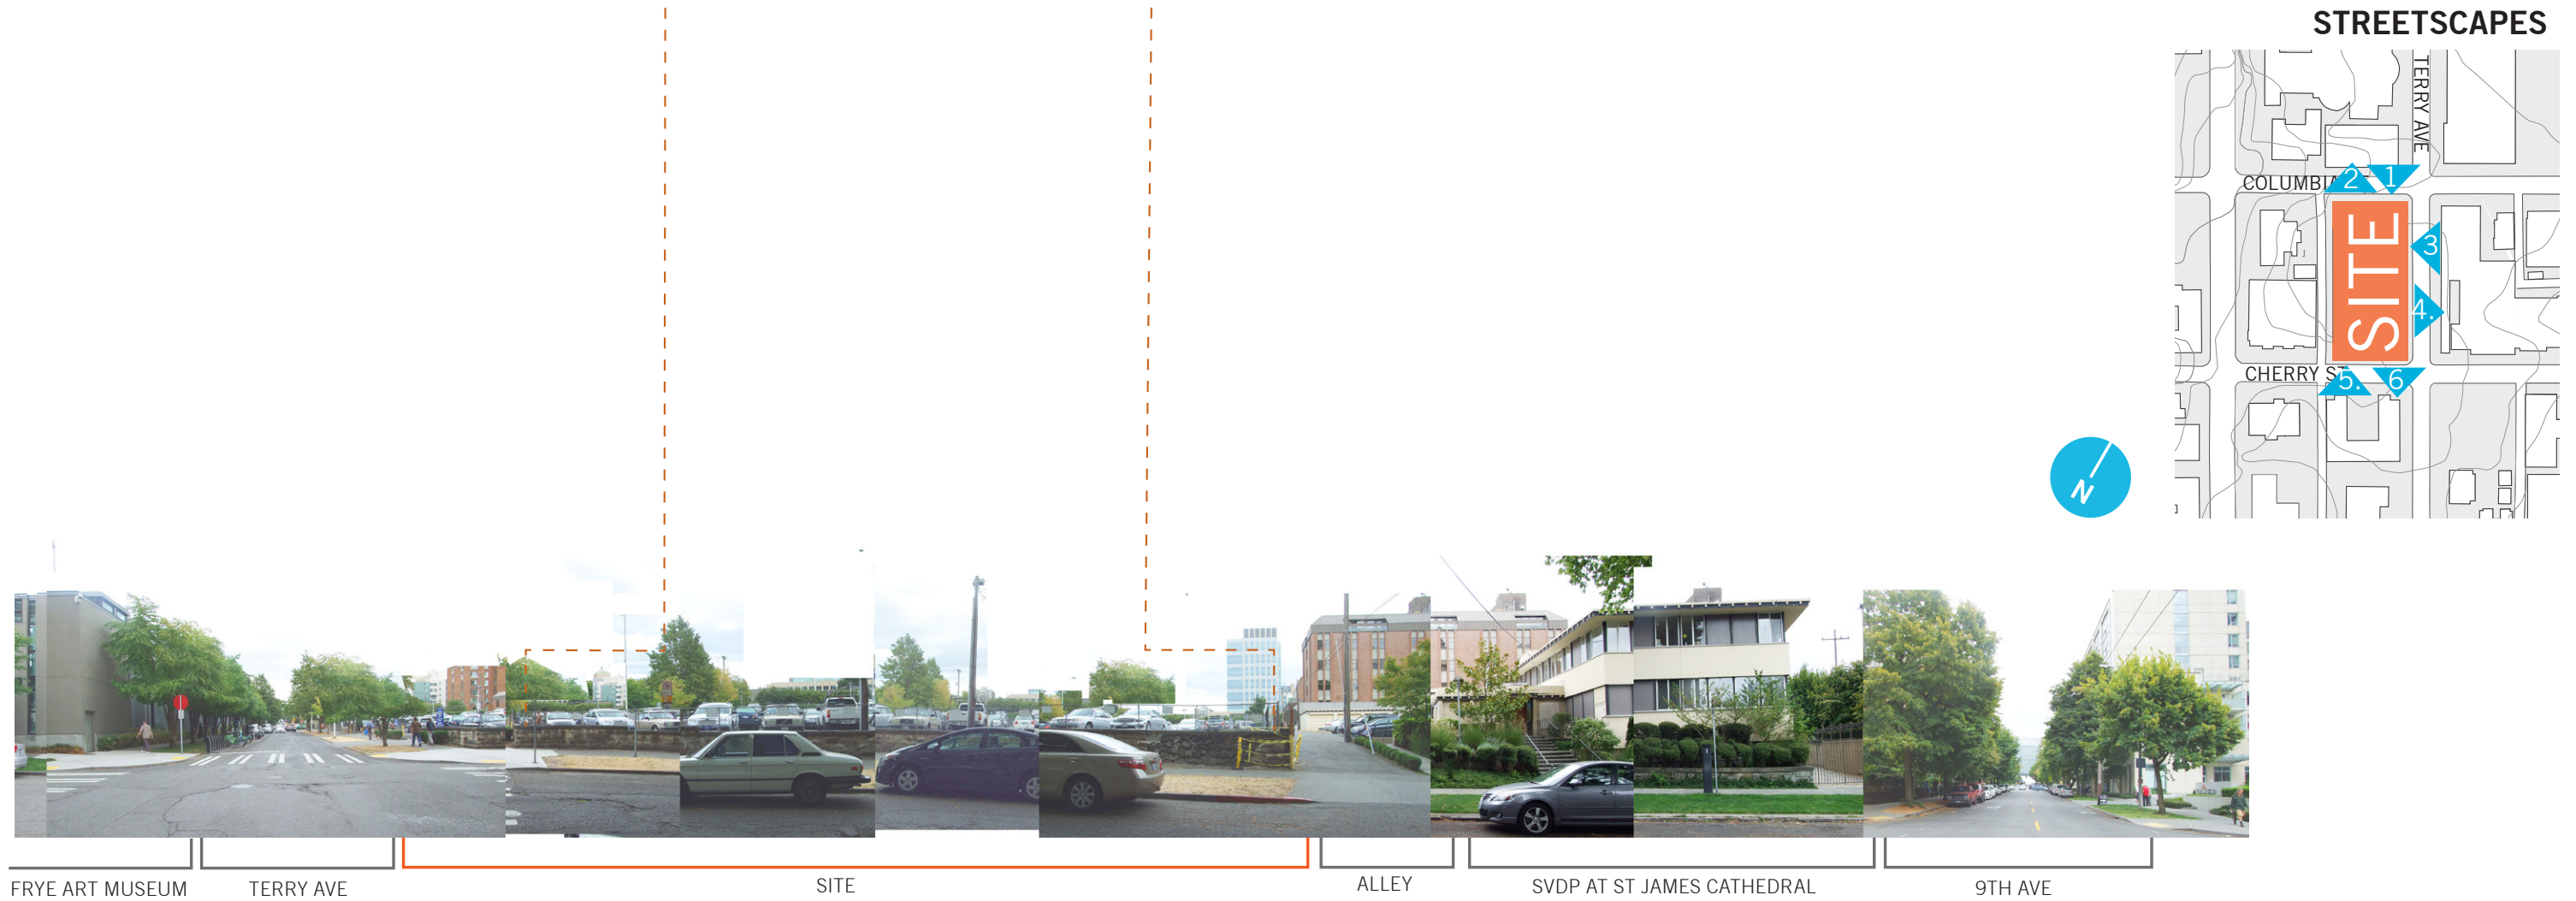 STREETSCAPES
TERRY AVE
COLUMBIA
2
1
SITE
3
4.
CHERRY ST
5.
6
N
FRYE ART MUSEUM
TERRY AVE
SITE
ALLEY
SVDP AT ST JAMES CATHEDRAL
9TH AVE